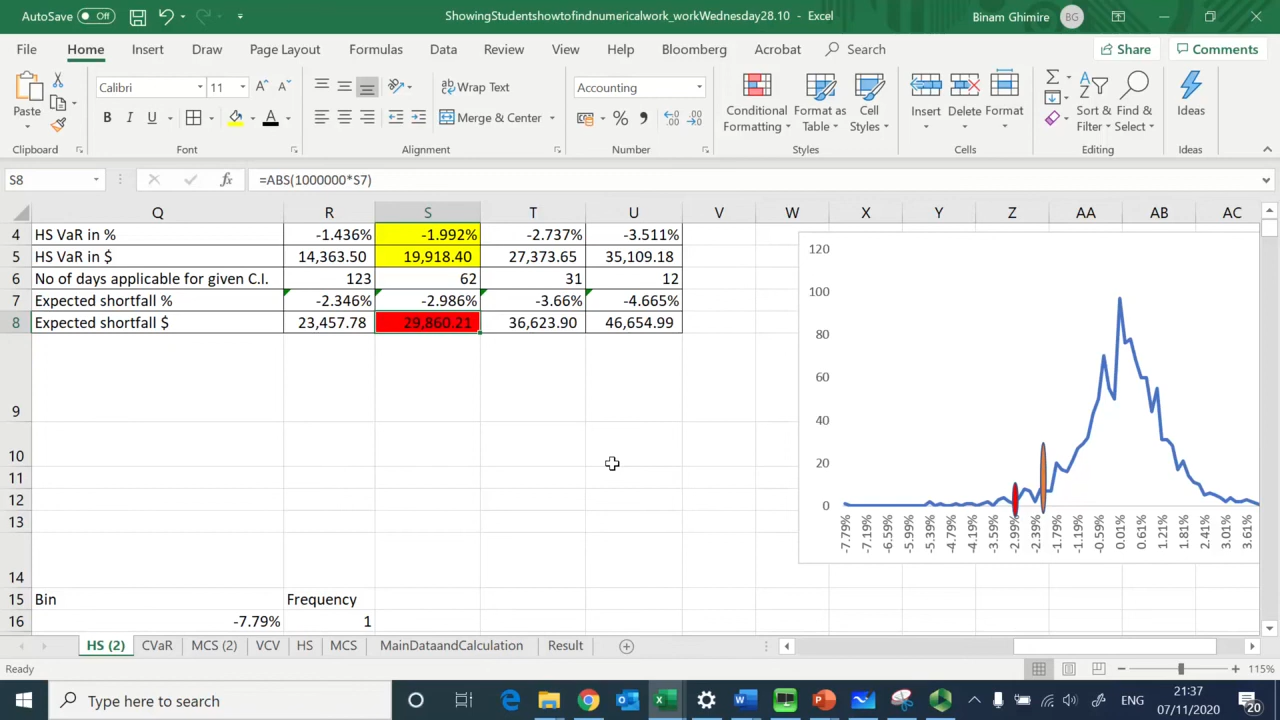 AutoSave Off ShowingStudentshowtofindnumericalwork_workWednesday28.10 - Excel Binam Ghimire BG
File Home Insert Draw Page Layout Formulas Data Review View Help Bloomberg Acrobat Search Share Comments
Paste Calibri 11 Wrap Text Accounting Conditional Formatting Format as Table Cell Styles Insert Delete Format Sort & Filter Find & Select Ideas
B I U A Merge & Center %
Clipboard Font Alignment Number Styles Cells Editing Ideas
S8 fx =ABS(1000000*S7)
Q R S T U V W X Y Z AA AB AC
4 HS VaR in % -1.436% -1.992% -2.737% -3.511%
5 HS VaR in $ 14,363.50 19,918.40 27,373.65 35,109.18
6 No of days applicable for given C.I. 123 62 31 12
7 Expected shortfall % -2.346% -2.986% -3.66% -4.665%
8 Expected shortfall $ 23,457.78 29,860.21 36,623.90 46,654.99
9
10
11
12
13
14
15 Bin Frequency
16 -7.79% 1
120
100
80
60
40
20
0
-7.79% -7.19% -6.59% -5.99% -5.39% -4.79% -4.19% -3.59% -2.99% -2.39% -1.79% -1.19% -0.59% 0.01% 0.61% 1.21% 1.81% 2.41% 3.01% 3.61%
HS (2) CVaR MCS (2) VCV HS MCS MainDataandCalculation Result
Ready 115%
Type here to search ENG 21:37
07/11/2020 20